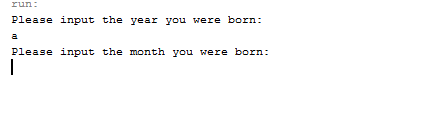 run:
Please input the year you were born:
a
Please input the month you were born: